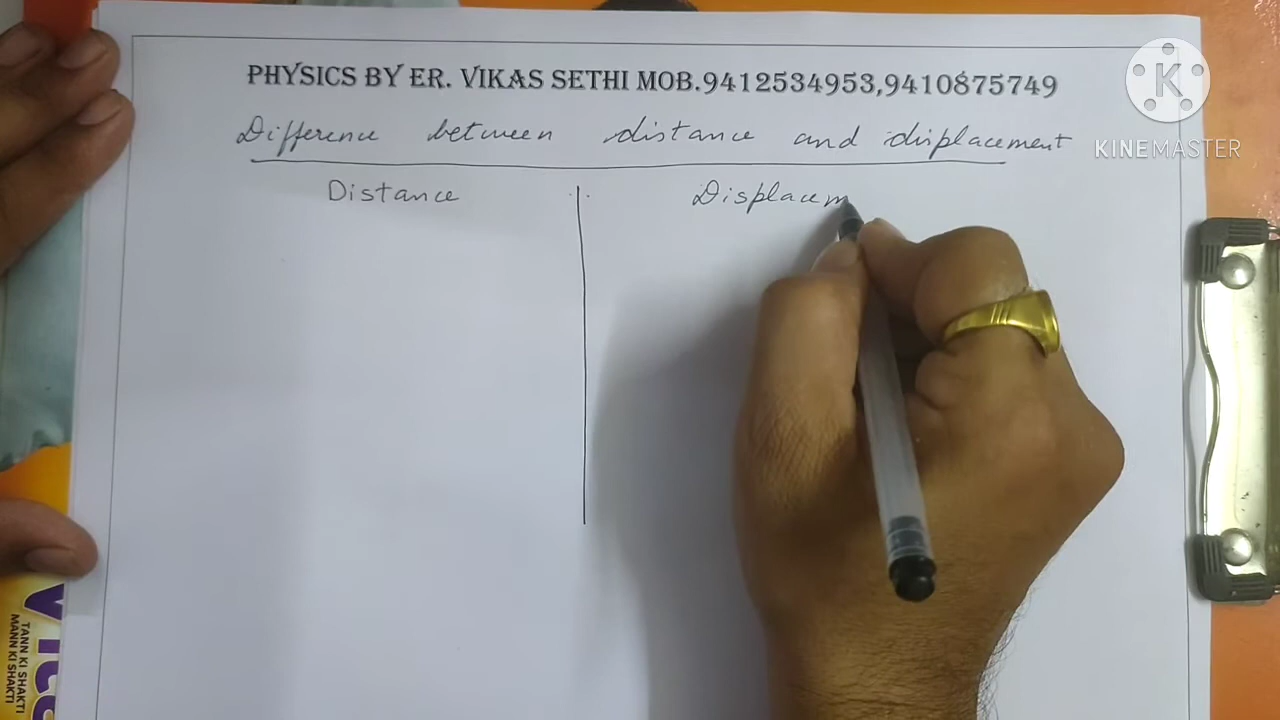 PHYSICS BY ER. VIKAS SETHI MOB.9412534953,9410875749
Difference between distance and displacement
Distance
Displacem
K
KINEMASTER
TANN KI SHAKTI
MANN KI SHAKTI